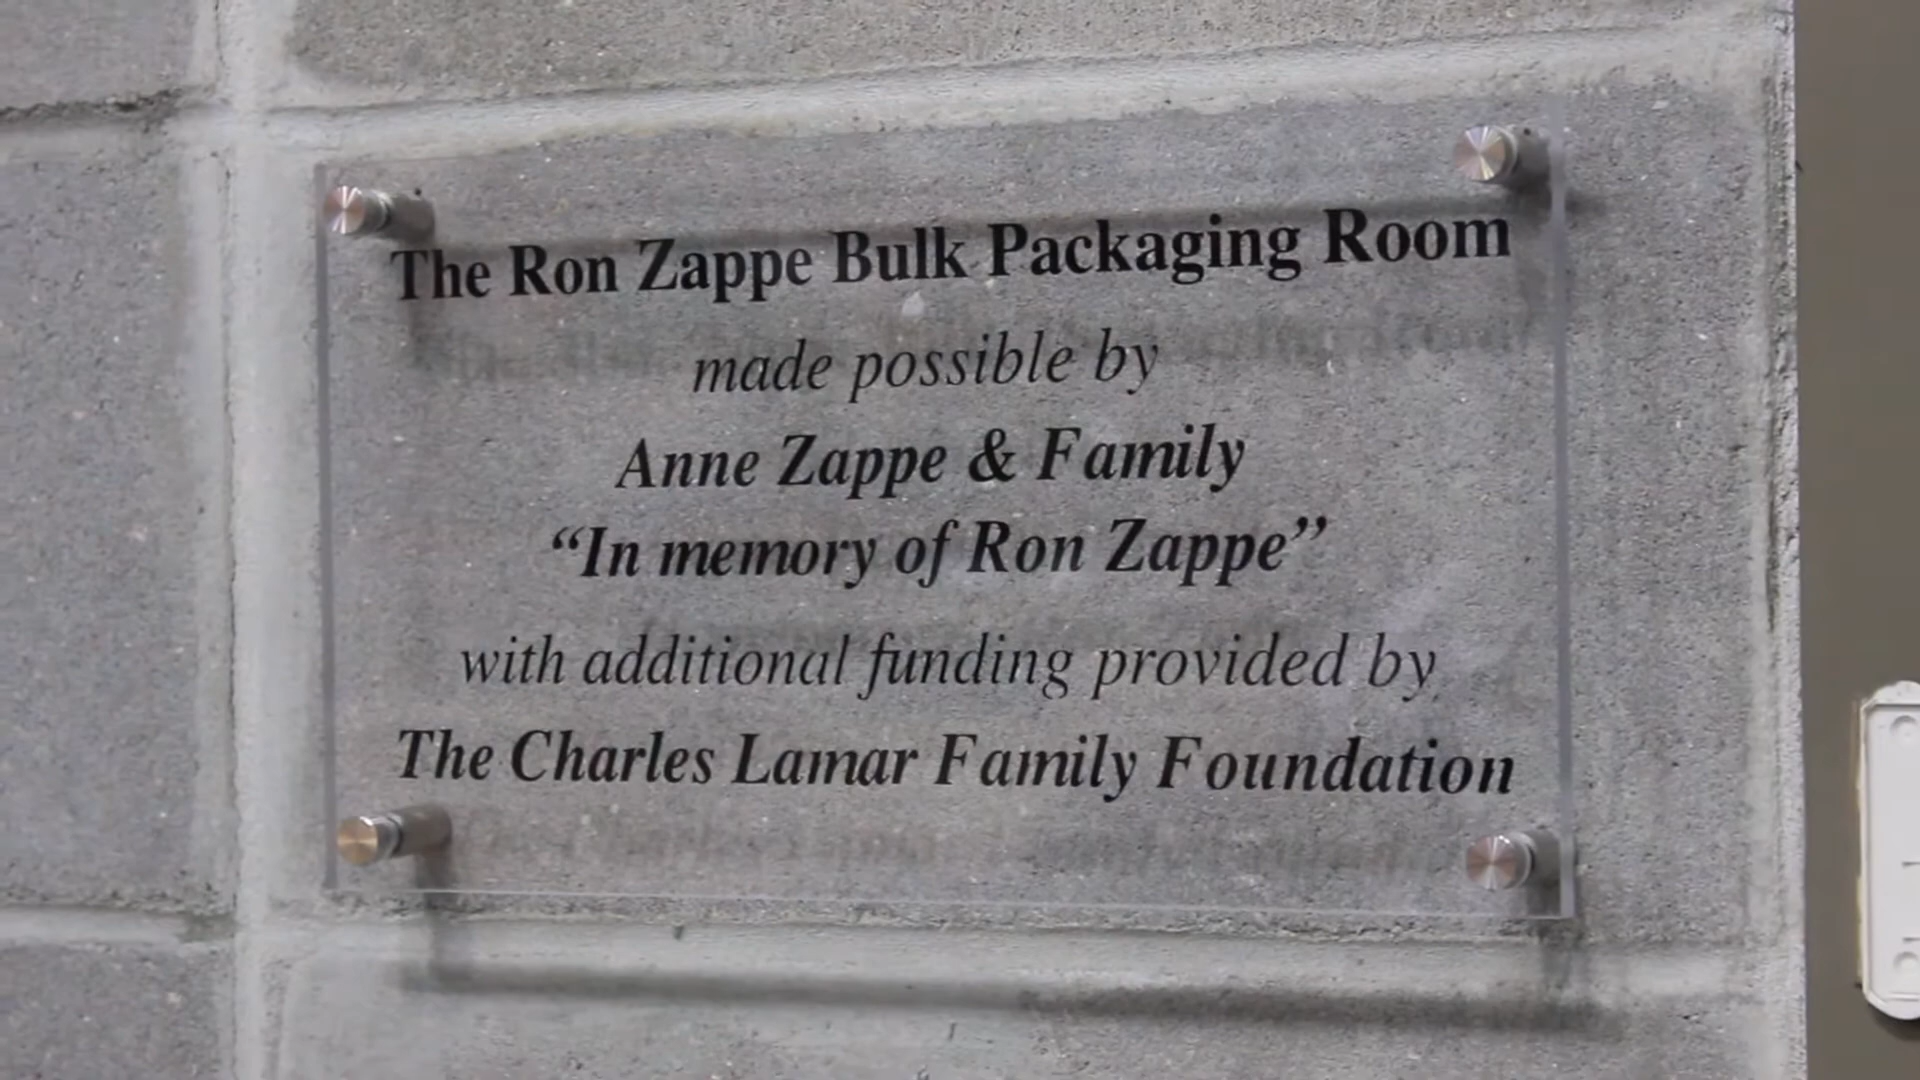 The Ron Zappe Bulk Packaging Room
made possible by
Anne Zappe & Family
“In memory of Ron Zappe”
with additional funding provided by
The Charles Lamar Family Foundation